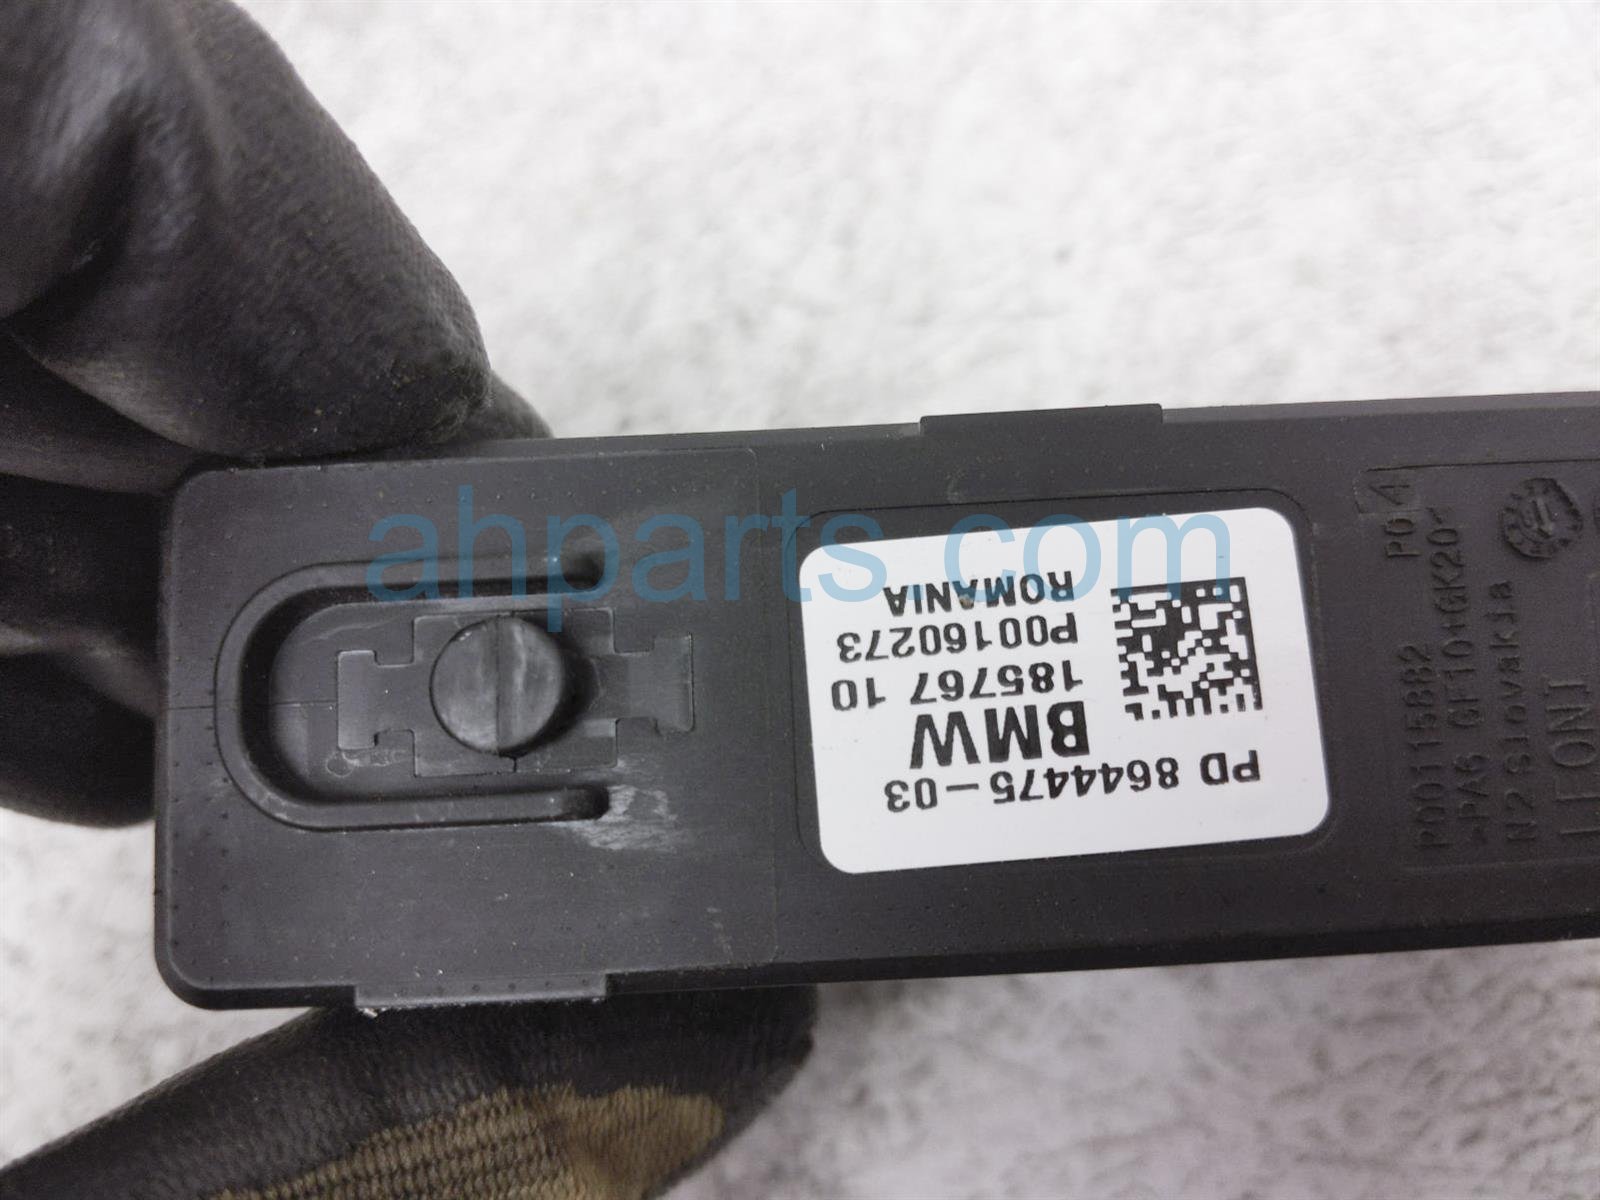 PD 8644475-03
BMW
185767 10
P00160273
ROMANIA
P00115882
>PA6 GF10+GK20<
N2 Slovakia
LEONI
P04
ahparts.com